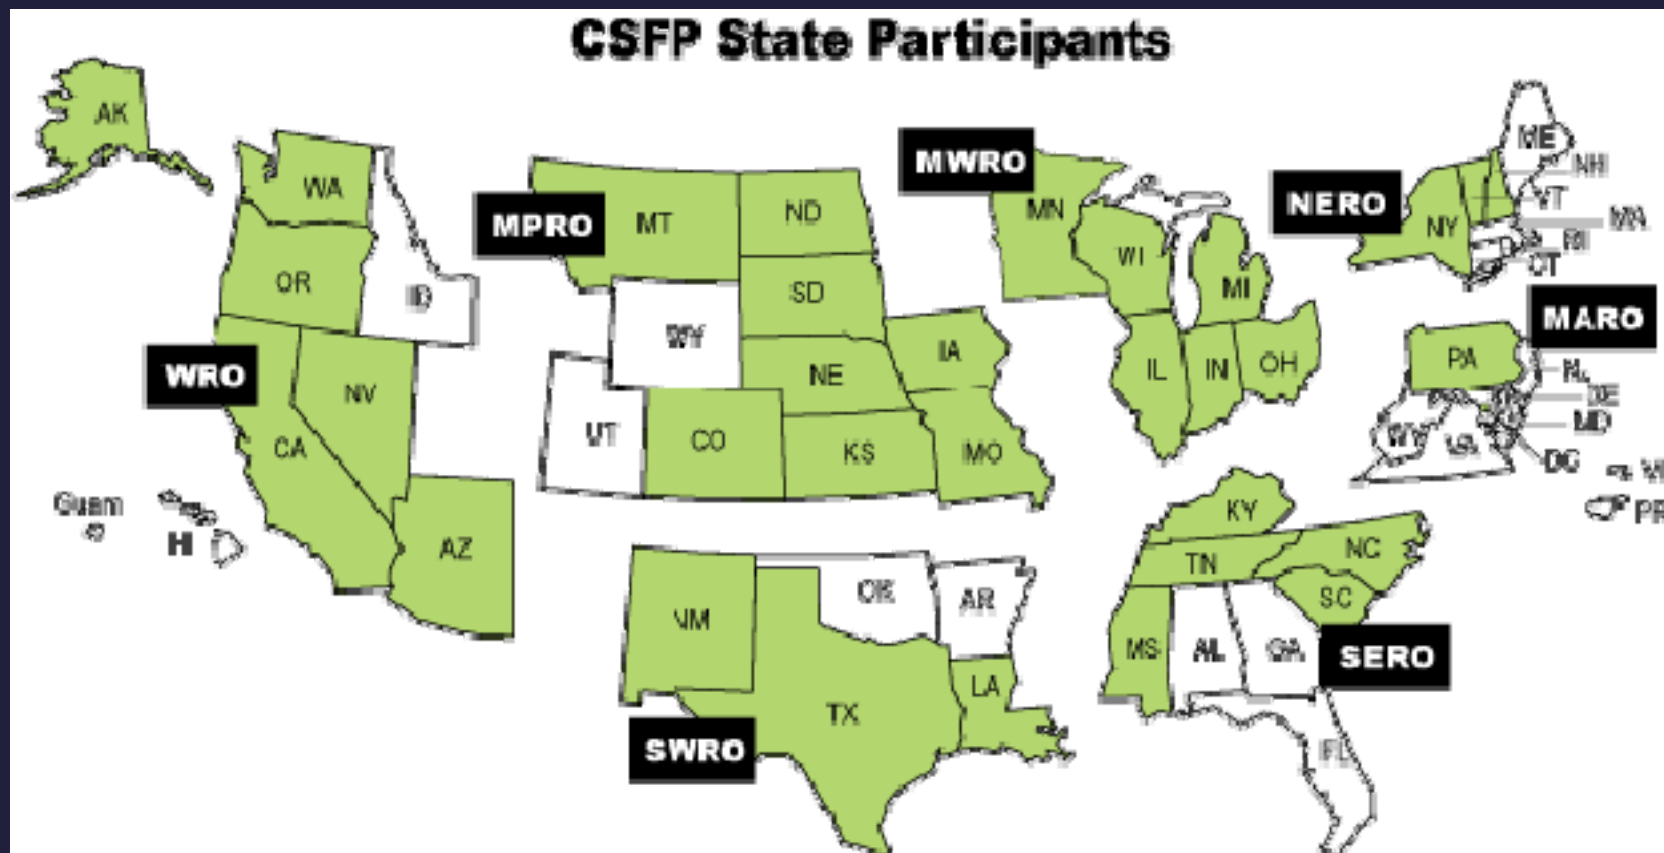 CSFP State Participants
AK
WA
OR
ID
WRO
NV
CA
AZ
Guam
HI
MPRO
MT
ND
SD
WY
NE
IA
UT
CO
KS
MO
MWRO
MN
WI
MI
IL
IN
OH
NERO
ME
NH
VT
NY
MA
RI
CT
MARO
PA
DE
MD
WV
VA
DC
PR
KY
TN
NC
SC
MS
AL
GA
SERO
FL
NM
OK
AR
LA
TX
SWRO